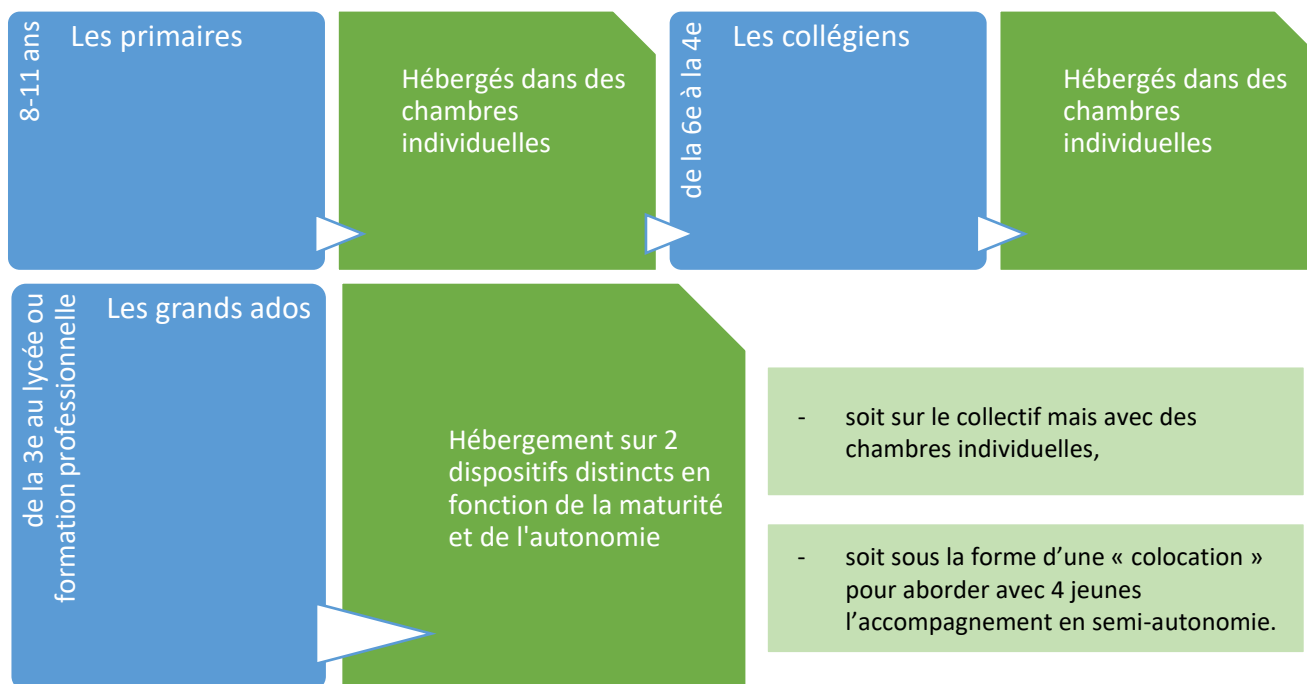 8-11 ans
Les primaires
Hébergés dans des
chambres
individuelles
de la 6e à la 4e
Les collégiens
Hébergés dans des
chambres
individuelles
de la 3e au lycée ou
formation professionnelle
Les grands ados
Hébergement sur 2
dispositifs distincts en
fonction de la maturité
et de l'autonomie
- soit sur le collectif mais avec des
chambres individuelles,
- soit sous la forme d’une « colocation »
pour aborder avec 4 jeunes
l’accompagnement en semi-autonomie.